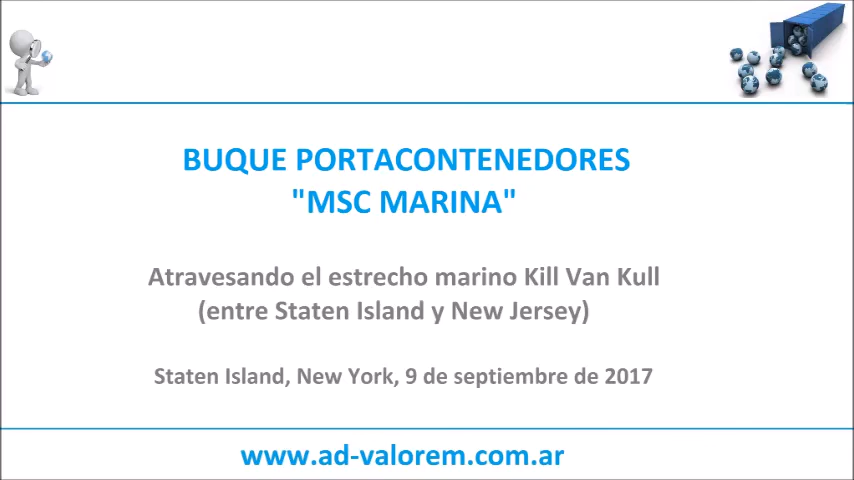 BUQUE PORTACONTENEDORES
"MSC MARINA"
Atravesando el estrecho marino Kill Van Kull
(entre Staten Island y New Jersey)
Staten Island, New York, 9 de septiembre de 2017
www.ad-valorem.com.ar